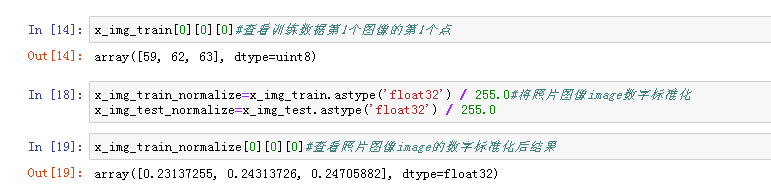 In [14]: x_img_train[0][0][0]#查看训练数据第1个图像的第1个点
Out[14]: array([59, 62, 63], dtype=uint8)
In [18]: x_img_train_normalize=x_img_train.astype('float32') / 255.0#将照片图像image数字标准化
x_img_test_normalize=x_img_test.astype('float32') / 255.0
In [19]: x_img_train_normalize[0][0][0]#查看照片图像image的数字标准化后结果
Out[19]: array([0.23137255, 0.24313726, 0.24705882], dtype=float32)